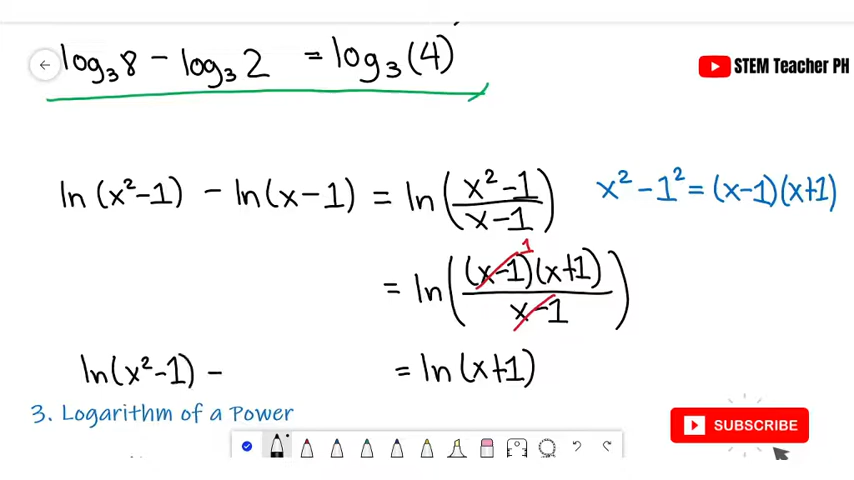 log₃8 − log₃2 = log₃(4)
STEM Teacher PH
ln(x²−1) − ln(x−1) = ln((x²−1)/(x−1))
x² − 1² = (x−1)(x+1)
1
= ln((x−1)(x+1)/(x−1))
ln(x²−1) − = ln(x+1)
3. Logarithm of a Power
SUBSCRIBE